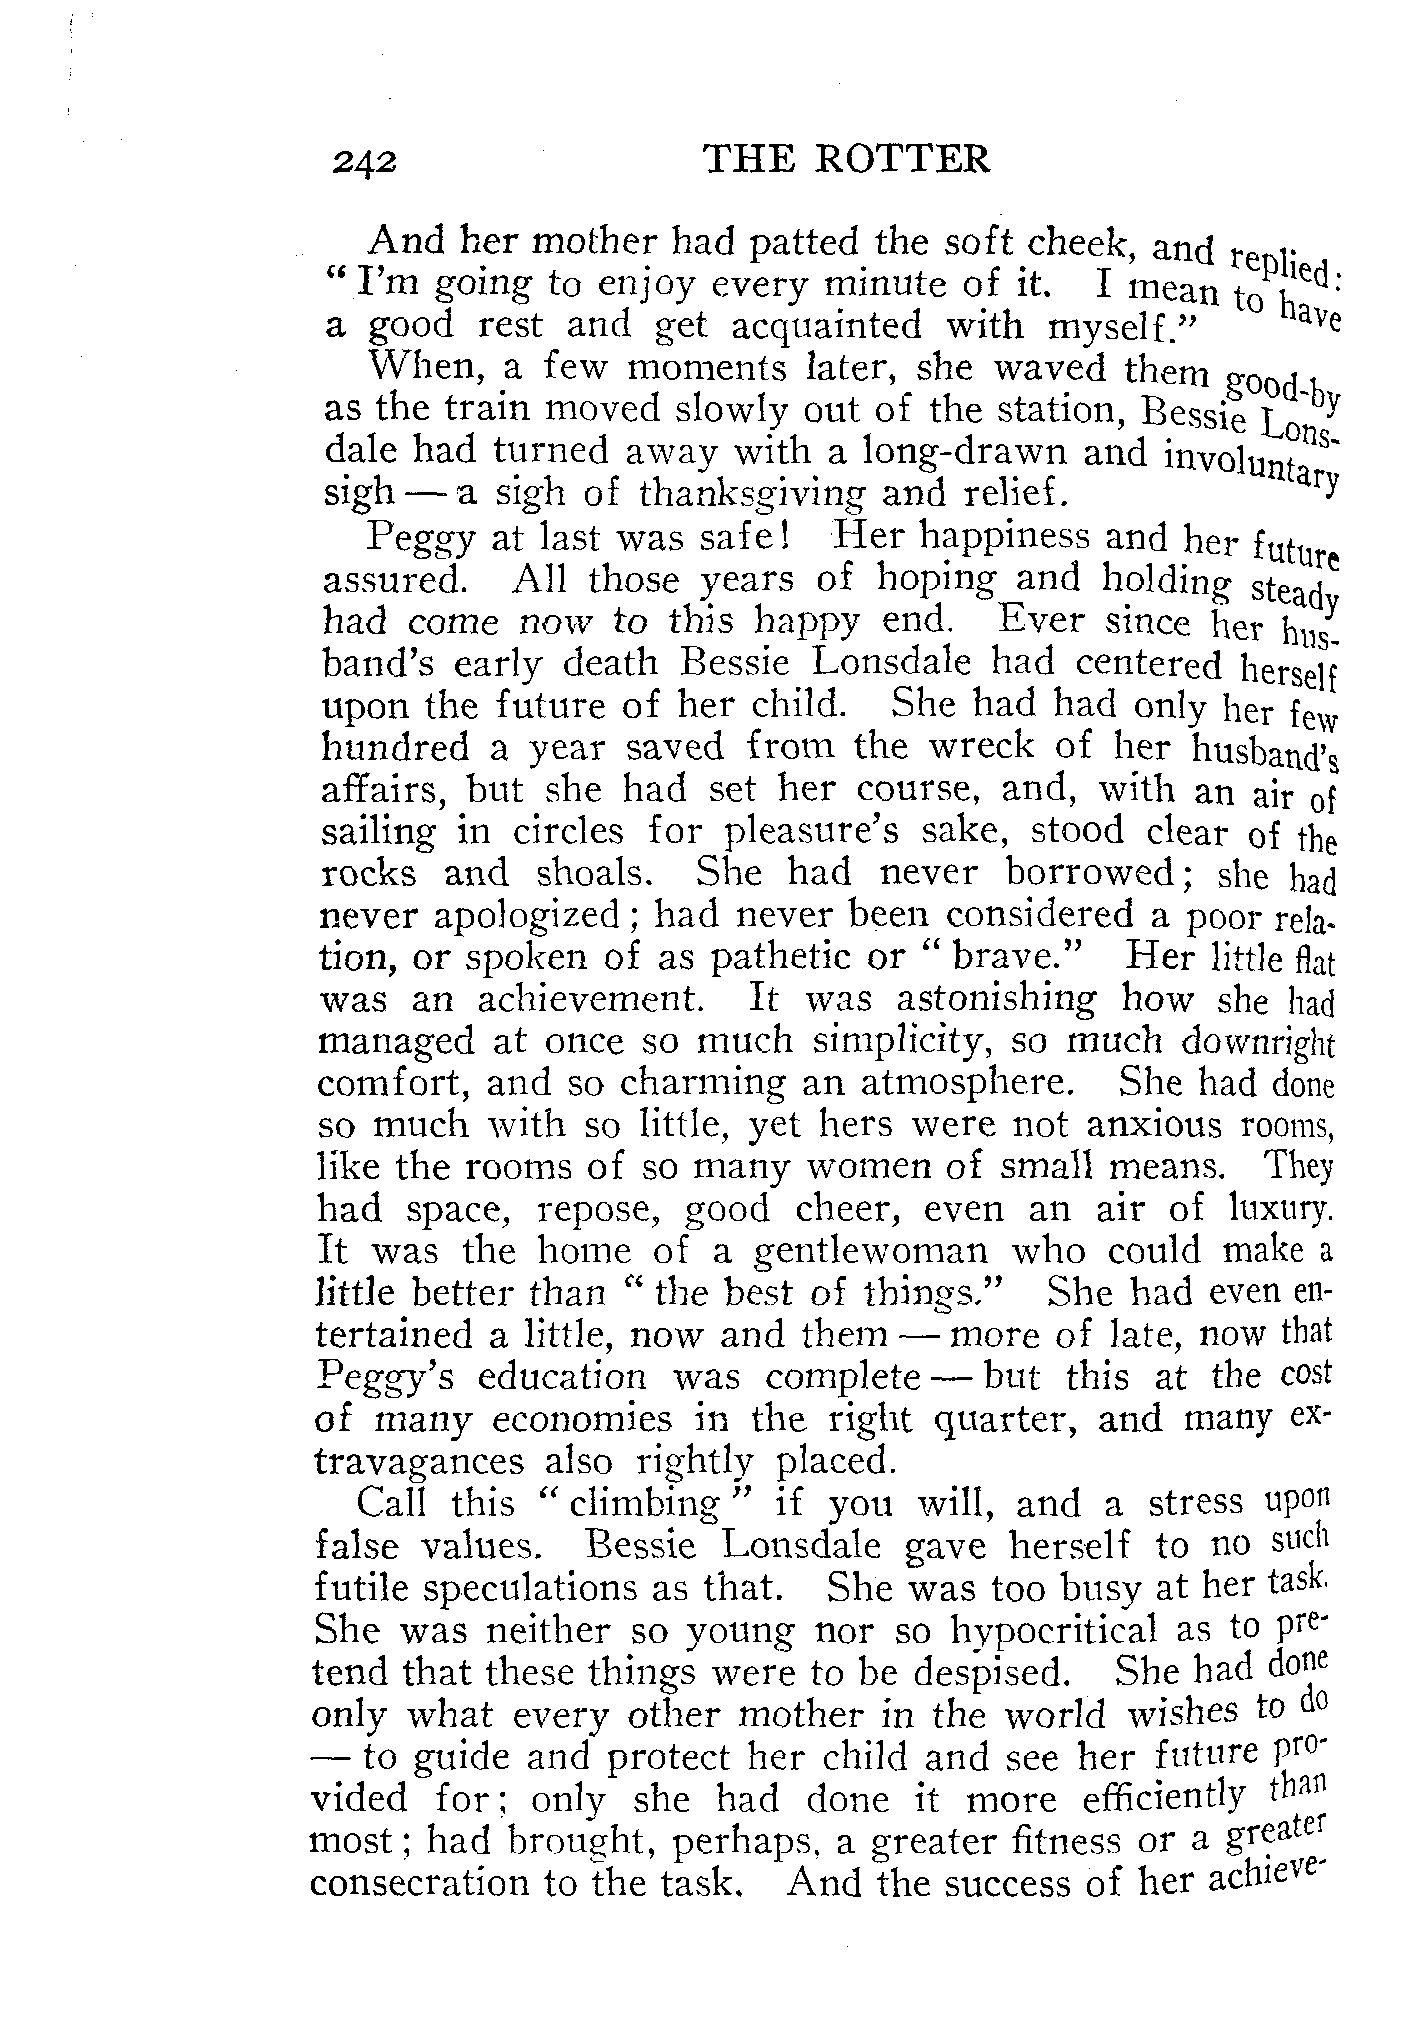 242 THE ROTTER
And her mother had patted the soft cheek, and replied:
“ I'm going to enjoy every minute of it. I mean to have
a good rest and get acquainted with myself.”
When, a few moments later, she waved them good-by
as the train moved slowly out of the station, Bessie Lons-
dale had turned away with a long-drawn and involuntary
sigh — a sigh of thanksgiving and relief.
Peggy at last was safe! Her happiness and her future
assured. All those years of hoping and holding steady
had come now to this happy end. Ever since her hus-
band's early death Bessie Lonsdale had centered herself
upon the future of her child. She had had only her few
hundred a year saved from the wreck of her husband's
affairs, but she had set her course, and, with an air of
sailing in circles for pleasure's sake, stood clear of the
rocks and shoals. She had never borrowed; she had
never apologized; had never been considered a poor rela-
tion, or spoken of as pathetic or “ brave.” Her little flat
was an achievement. It was astonishing how she had
managed at once so much simplicity, so much downright
comfort, and so charming an atmosphere. She had done
so much with so little, yet hers were not anxious rooms,
like the rooms of so many women of small means. They
had space, repose, good cheer, even an air of luxury.
It was the home of a gentlewoman who could make a
little better than “ the best of things.” She had even en-
tertained a little, now and them — more of late, now that
Peggy's education was complete — but this at the cost
of many economies in the right quarter, and many ex-
travagances also rightly placed.
Call this “ climbing ” if you will, and a stress upon
false values. Bessie Lonsdale gave herself to no such
futile speculations as that. She was too busy at her task.
She was neither so young nor so hypocritical as to pre-
tend that these things were to be despised. She had done
only what every other mother in the world wishes to do
— to guide and protect her child and see her future pro-
vided for; only she had done it more efficiently than
most; had brought, perhaps, a greater fitness or a greater
consecration to the task. And the success of her achieve-